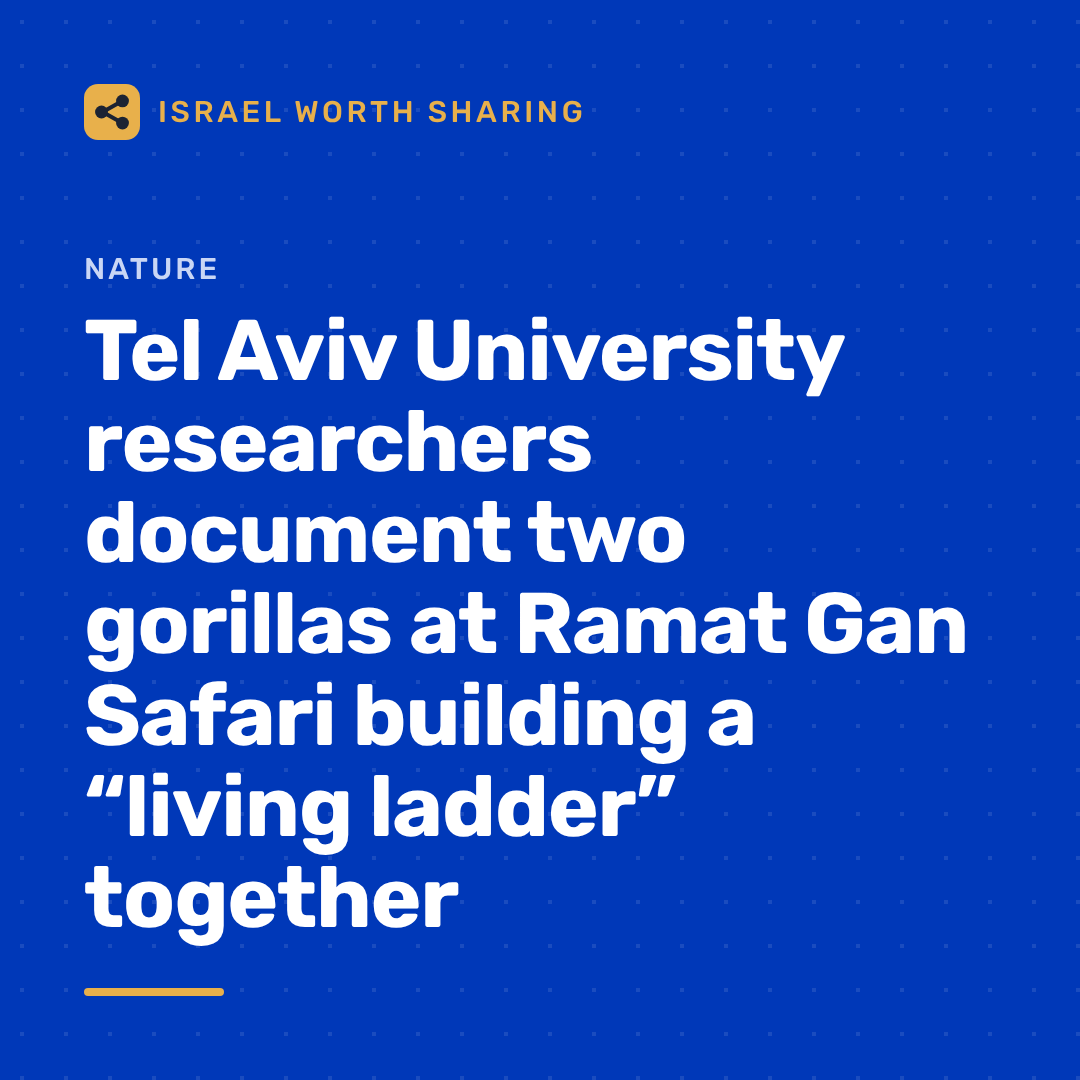 ISRAEL WORTH SHARING
NATURE
Tel Aviv University
researchers
document two
gorillas at Ramat Gan
Safari building a
“living ladder”
together